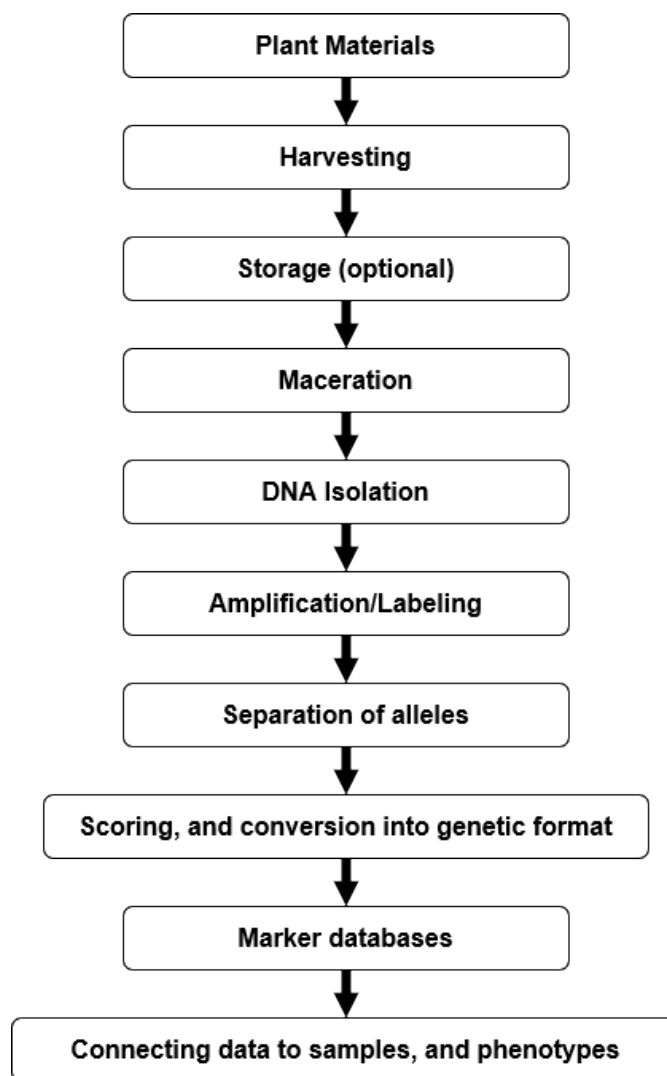 Plant Materials
Harvesting
Storage (optional)
Maceration
DNA Isolation
Amplification/Labeling
Separation of alleles
Scoring, and conversion into genetic format
Marker databases
Connecting data to samples, and phenotypes